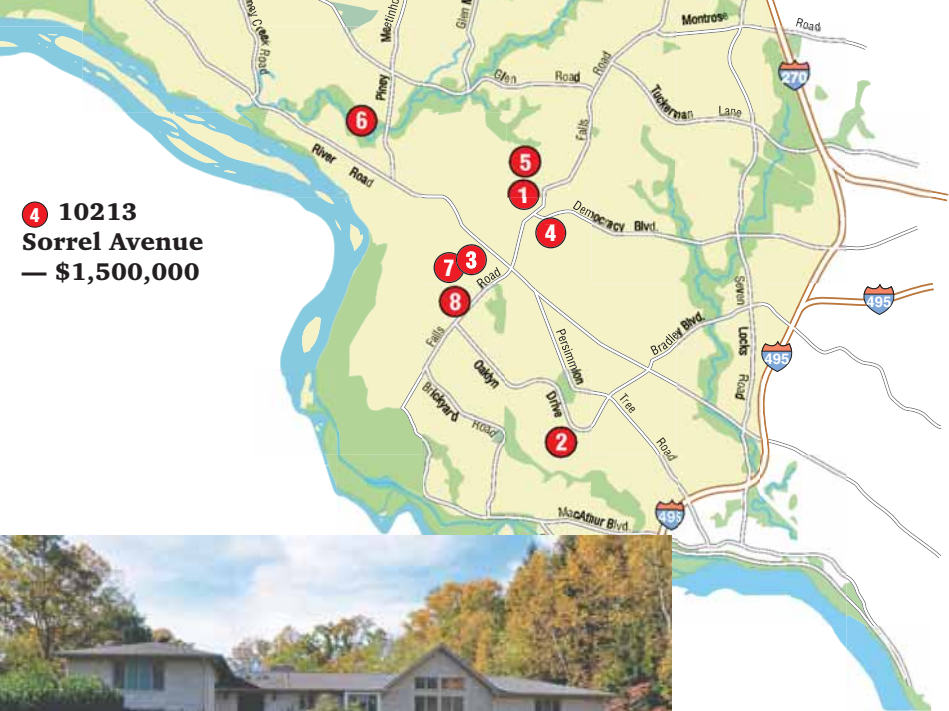 Montrose Road
270
Glen Road
Falls Road
Piney
Tuckerman Lane
6
5
1
River Road
4 10213
Sorrel Avenue
— $1,500,000
Democracy Blvd.
4
7
3
8
Falls Road
Seven Locks Road
495
Bradley Blvd.
495
Persimmon Tree Road
Oaklyn Drive
Brickyard Road
2
MacArthur Blvd.
495